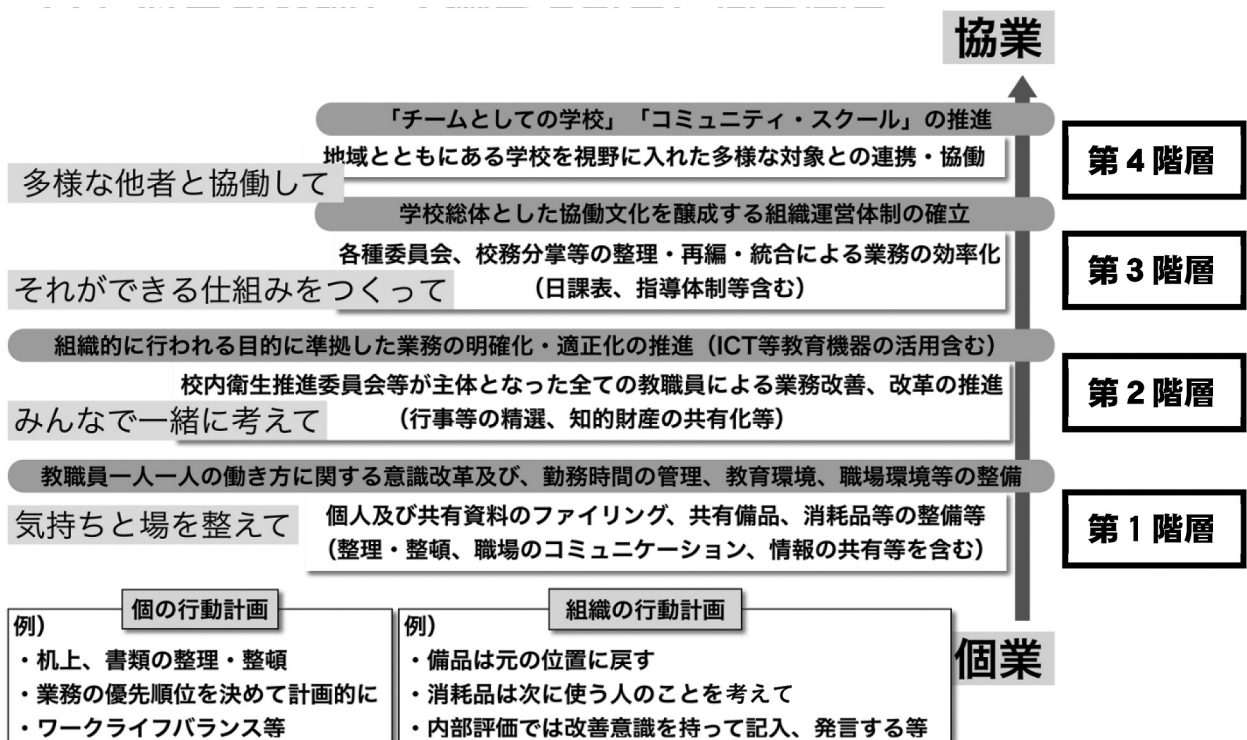 協業
「チームとしての学校」「コミュニティ・スクール」の推進
地域とともにある学校を視野に入れた多様な対象との連携・協働
多様な他者と協働して
第4階層
学校総体とした協働文化を醸成する組織運営体制の確立
各種委員会、校務分掌等の整理・再編・統合による業務の効率化
(日課表、指導体制等含む)
それができる仕組みをつくって
第3階層
組織的に行われる目的に準拠した業務の明確化・適正化の推進(ICT等教育機器の活用含む)
校内衛生推進委員会等が主体となった全ての教職員による業務改善、改革の推進
(行事等の精選、知的財産の共有化等)
みんなで一緒に考えて
第2階層
教職員一人一人の働き方に関する意識改革及び、勤務時間の管理、教育環境、職場環境等の整備
個人及び共有資料のファイリング、共有備品、消耗品等の整備等
(整理・整頓、職場のコミュニケーション、情報の共有等を含む)
気持ちと場を整えて
第1階層
個業
個の行動計画
例)
・机上、書類の整理・整頓
・業務の優先順位を決めて計画的に
・ワークライフバランス等
組織の行動計画
例)
・備品は元の位置に戻す
・消耗品は次に使う人のことを考えて
・内部評価では改善意識を持って記入、発言する等